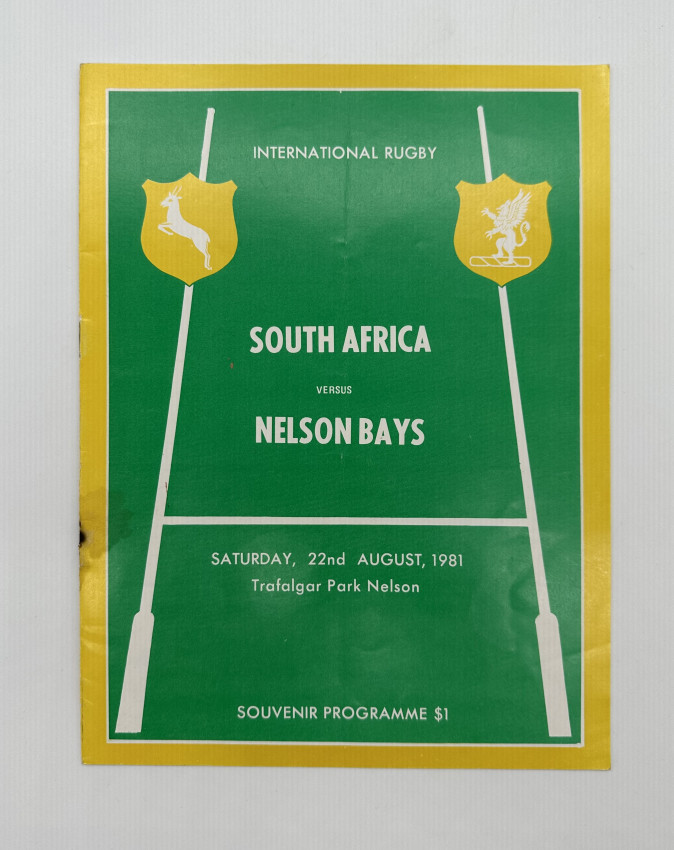 INTERNATIONAL RUGBY
SOUTH AFRICA
VERSUS
NELSON BAYS
SATURDAY, 22nd AUGUST, 1981
Trafalgar Park Nelson
SOUVENIR PROGRAMME $1